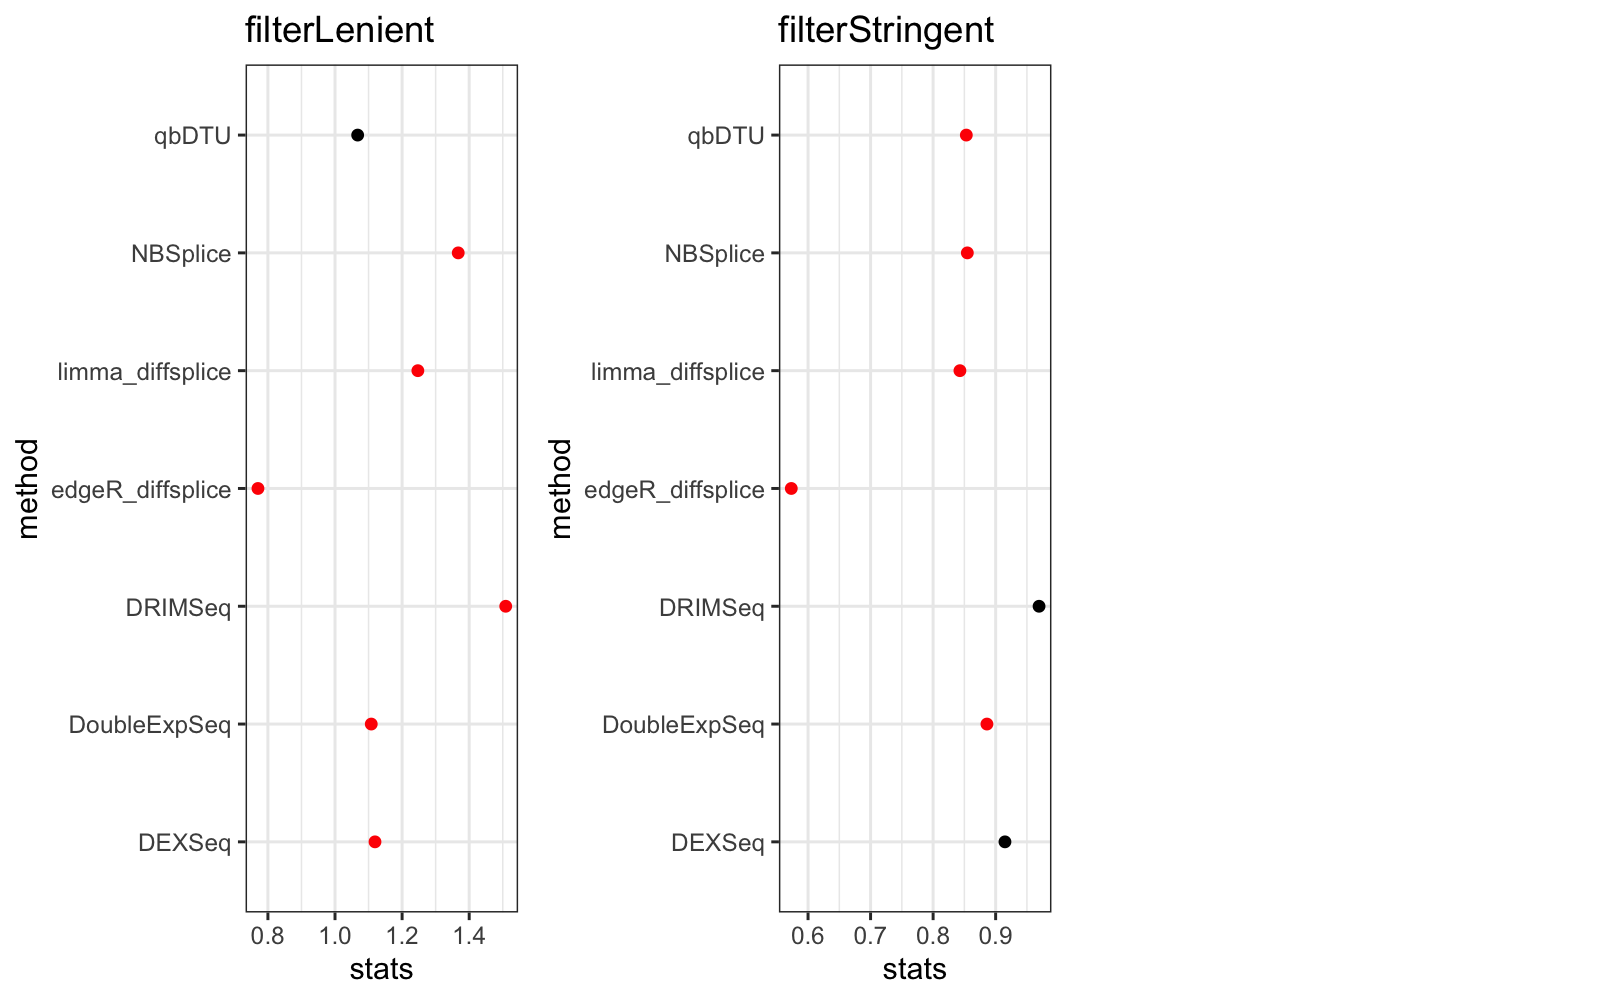 filterLenient
method
qbDTU
NBSplice
limma_diffsplice
edgeR_diffsplice
DRIMSeq
DoubleExpSeq
DEXSeq
0.8 1.0 1.2 1.4
stats
filterStringent
method
qbDTU
NBSplice
limma_diffsplice
edgeR_diffsplice
DRIMSeq
DoubleExpSeq
DEXSeq
0.6 0.7 0.8 0.9
stats